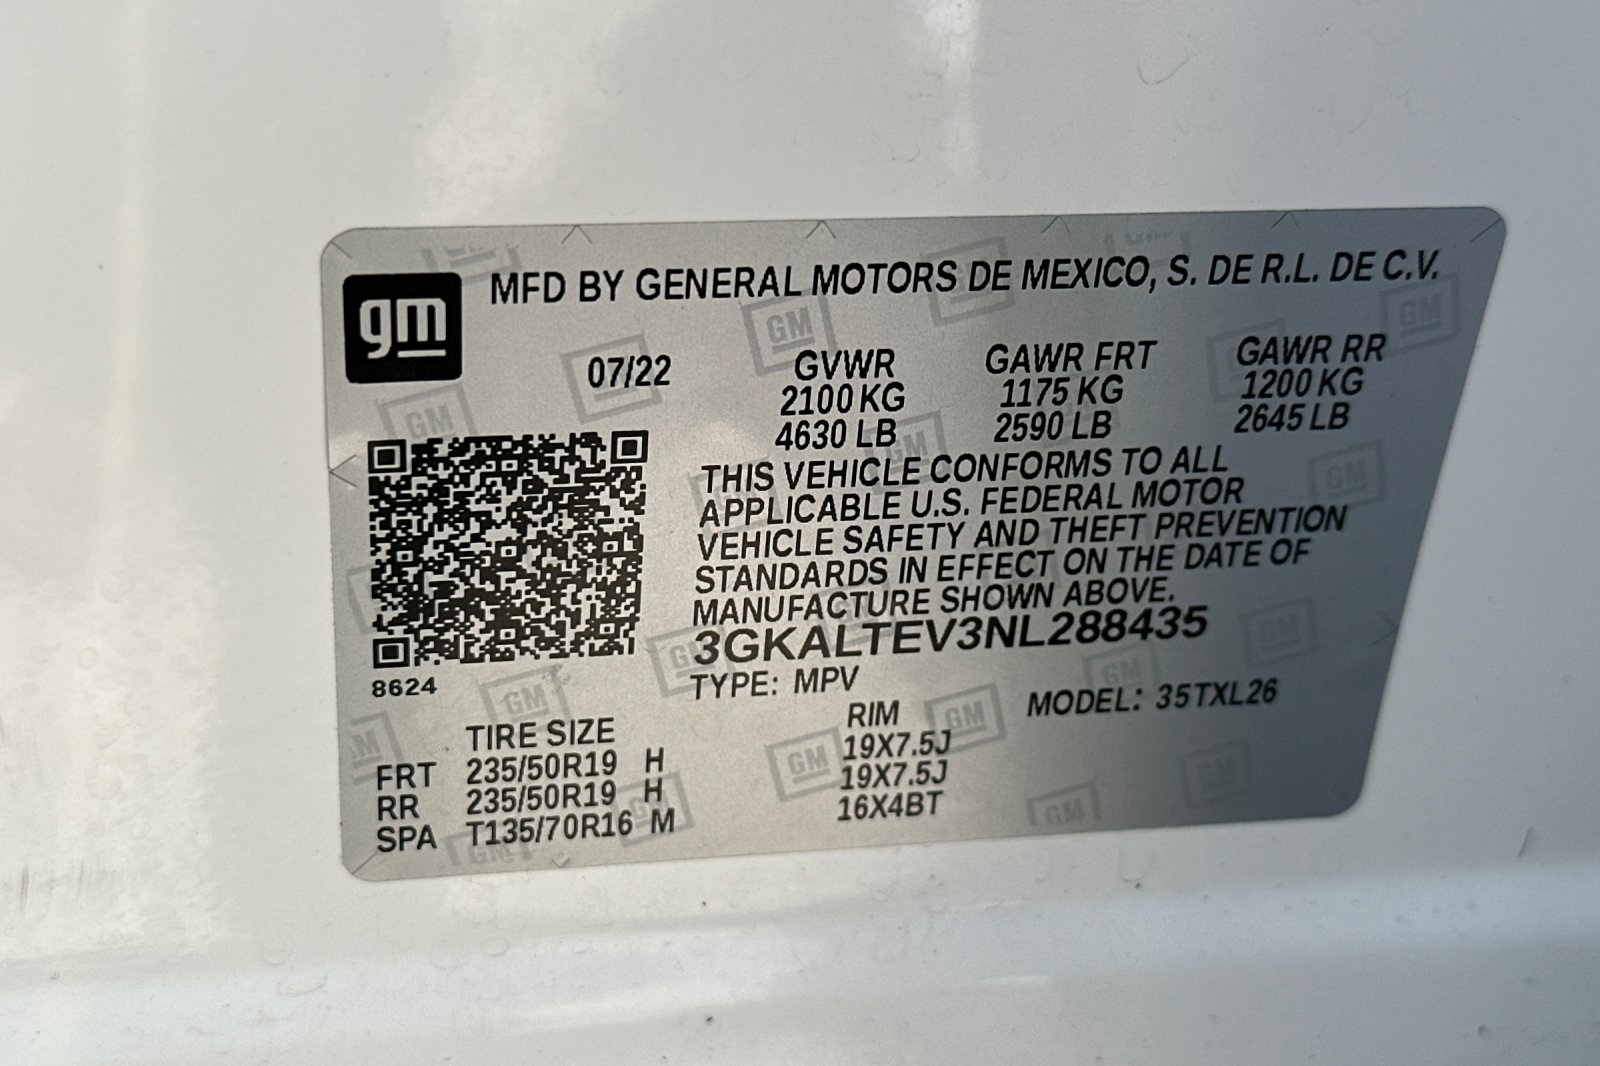 gm
MFD BY GENERAL MOTORS DE MEXICO, S. DE R.L. DE C.V.
07/22 GVWR GAWR FRT GAWR RR
2100 KG 1175 KG 1200 KG
4630 LB 2590 LB 2645 LB
THIS VEHICLE CONFORMS TO ALL
APPLICABLE U.S. FEDERAL MOTOR
VEHICLE SAFETY AND THEFT PREVENTION
STANDARDS IN EFFECT ON THE DATE OF
MANUFACTURE SHOWN ABOVE.
3GKALTEV3NL288435
8624 TYPE: MPV MODEL: 35TXL26
TIRE SIZE RIM
FRT 235/50R19 H 19X7.5J
RR 235/50R19 H 19X7.5J
SPA T135/70R16 M 16X4BT